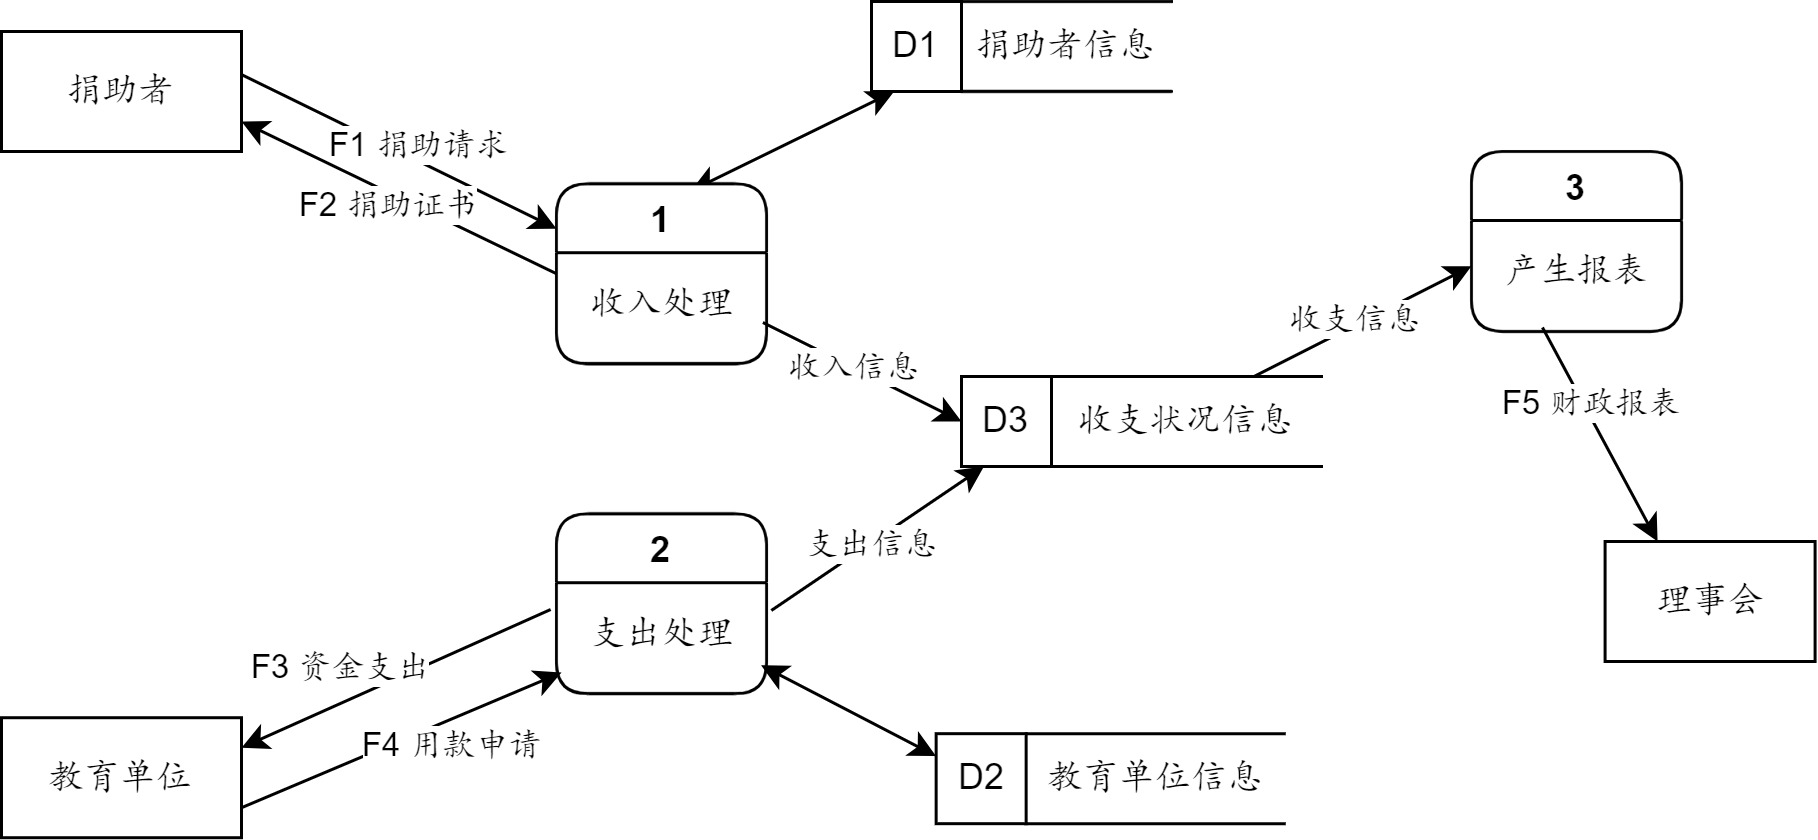 D1 捐助者信息
捐助者
F1 捐助请求
F2 捐助证书
1
收入处理
3
产生报表
收入信息
收支信息
D3 收支状况信息
F5 财政报表
2
支出处理
支出信息
理事会
F3 资金支出
F4 用款申请
教育单位
D2 教育单位信息